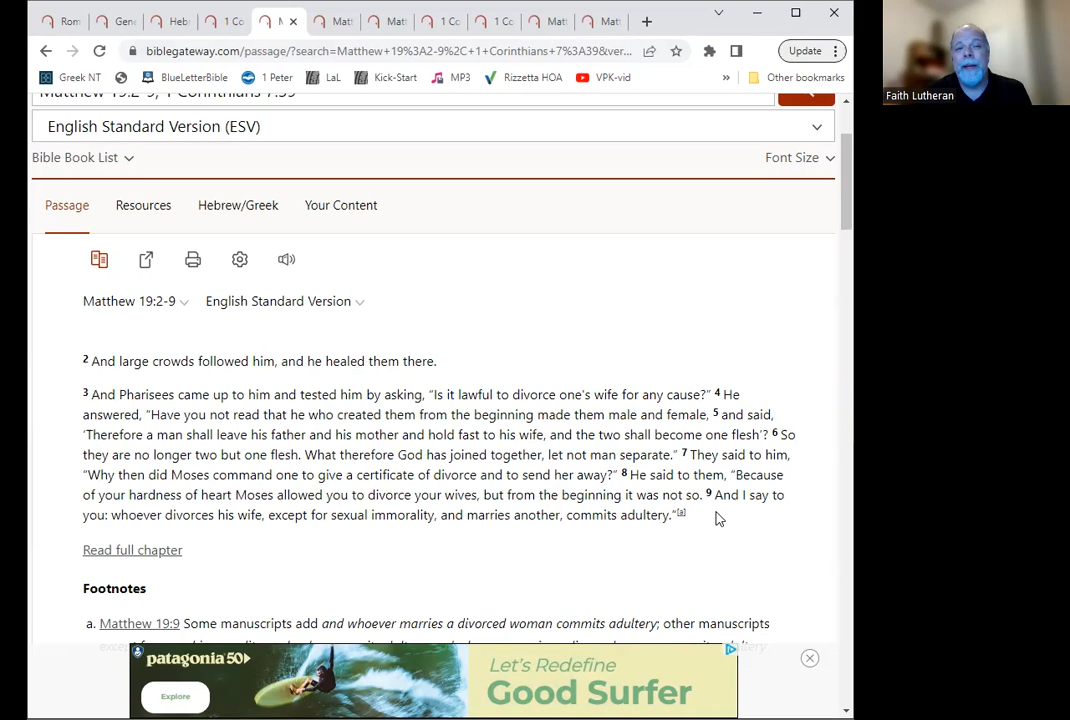 Rom
Gene
Heb
1 Co
Matt
Matt
1 Co
1 Co
Matt
Matt
biblegateway.com/passage/?search=Matthew+19%3A2-9%2C+1+Corinthians+7%3A39&ver...
Update
Greek NT
BlueLetterBible
1 Peter
LaL
Kick-Start
MP3
Rizzetta HOA
VPK-vid
»
Other bookmarks
Matthew 19:2-9, 1 Corinthians 7:39
English Standard Version (ESV)
Bible Book List
Font Size
Passage
Resources
Hebrew/Greek
Your Content
Matthew 19:2-9
English Standard Version
2 And large crowds followed him, and he healed them there.
3 And Pharisees came up to him and tested him by asking, “Is it lawful to divorce one's wife for any cause?” 4 He
answered, “Have you not read that he who created them from the beginning made them male and female, 5 and said,
‘Therefore a man shall leave his father and his mother and hold fast to his wife, and the two shall become one flesh’? 6 So
they are no longer two but one flesh. What therefore God has joined together, let not man separate.” 7 They said to him,
“Why then did Moses command one to give a certificate of divorce and to send her away?” 8 He said to them, “Because
of your hardness of heart Moses allowed you to divorce your wives, but from the beginning it was not so. 9 And I say to
you: whoever divorces his wife, except for sexual immorality, and marries another, commits adultery.”[a]
Read full chapter
Footnotes
a. Matthew 19:9 Some manuscripts add and whoever marries a divorced woman commits adultery; other manuscripts
patagonia 50
Explore
Let's Redefine
Good Surfer
Faith Lutheran